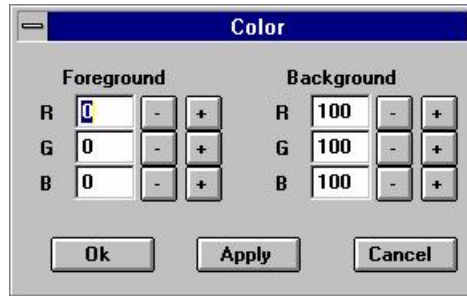 Color
Foreground Background
R 0 - + R 100 - +
G 0 - + G 100 - +
B 0 - + B 100 - +
Ok Apply Cancel